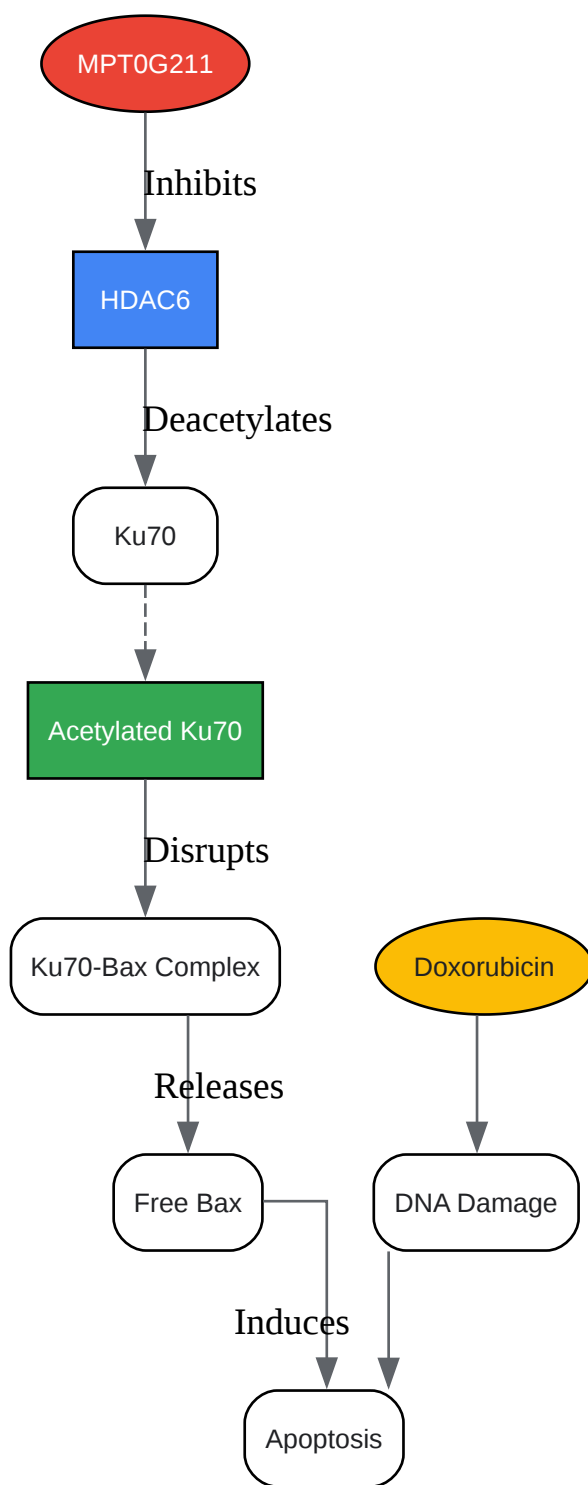 MPT0G211
Inhibits
HDAC6
Deacetylates
Ku70
Acetylated Ku70
Disrupts
Ku70-Bax Complex
Doxorubicin
Releases
Free Bax
DNA Damage
Induces
Apoptosis